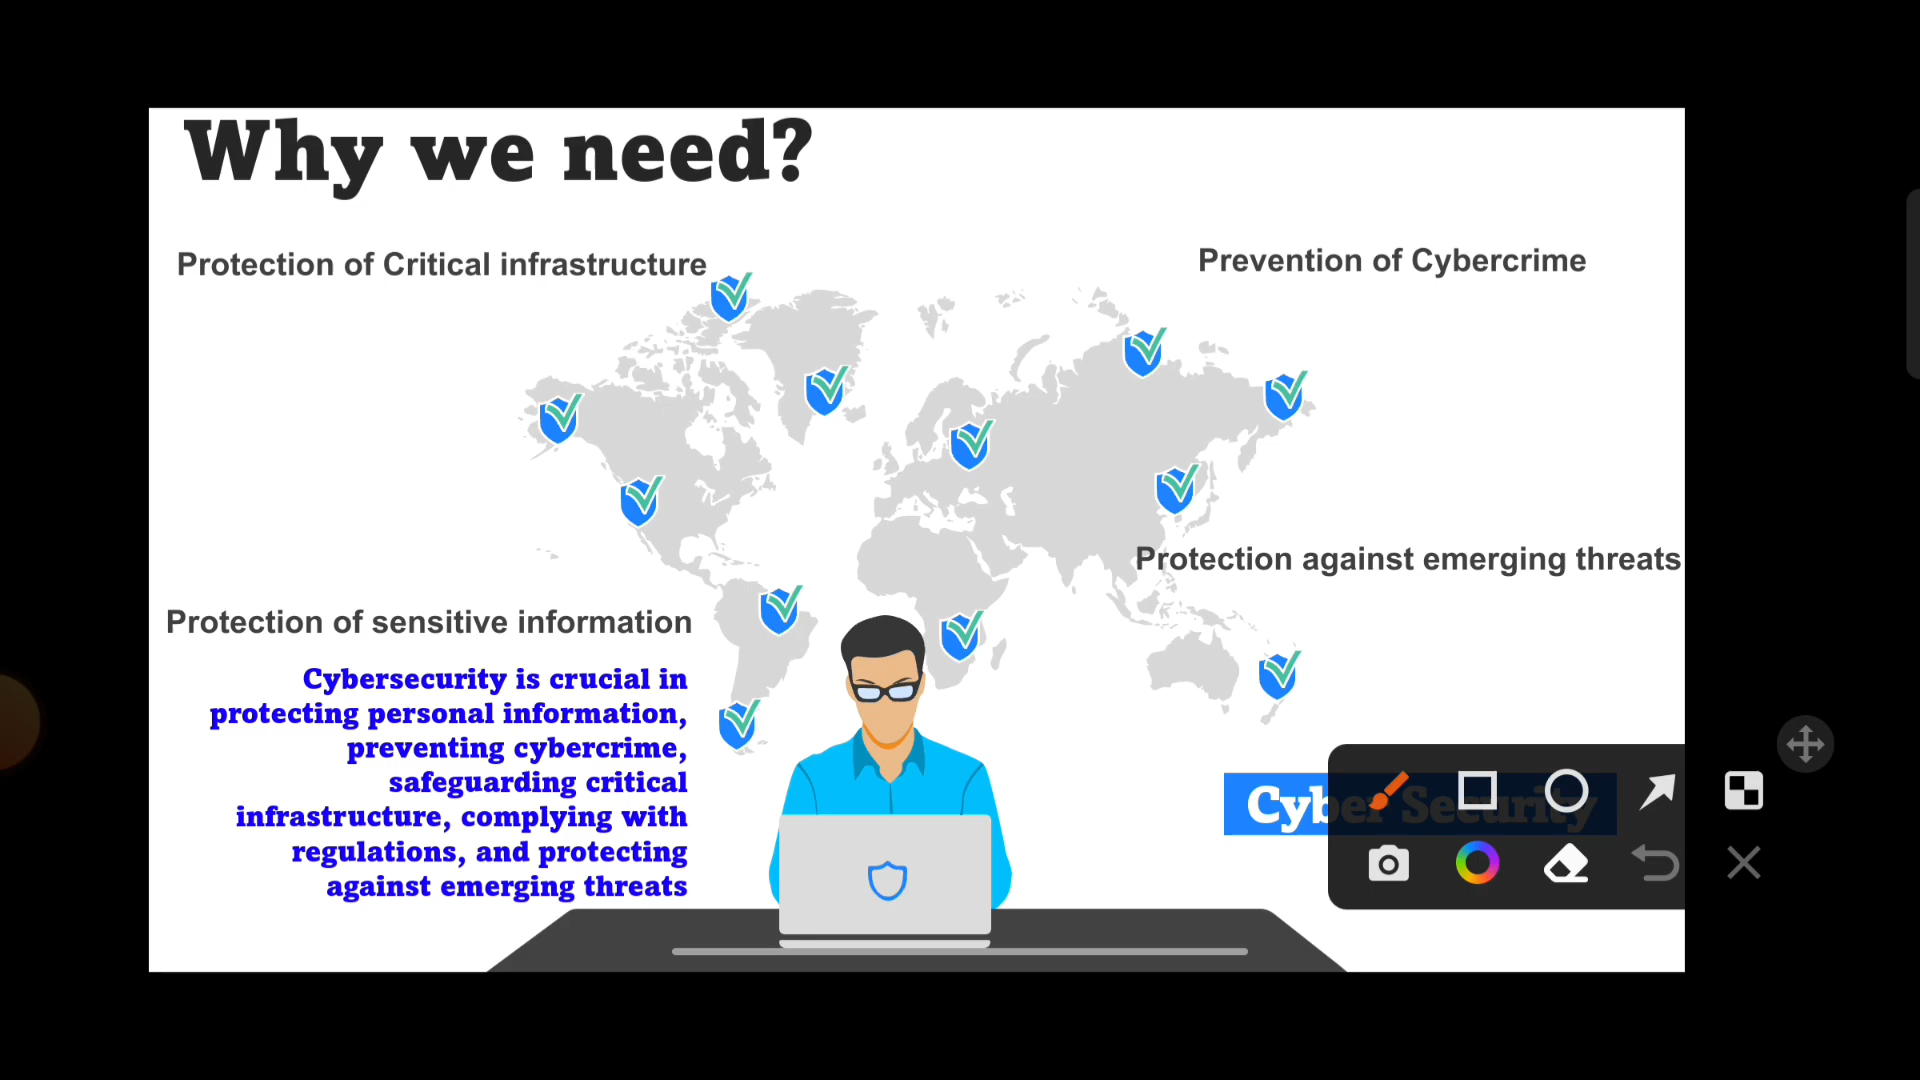 Why we need?
Protection of Critical infrastructure
Prevention of Cybercrime
Protection against emerging threats
Protection of sensitive information
Cybersecurity is crucial in
protecting personal information,
preventing cybercrime,
safeguarding critical
infrastructure, complying with
regulations, and protecting
against emerging threats
Cyber Security